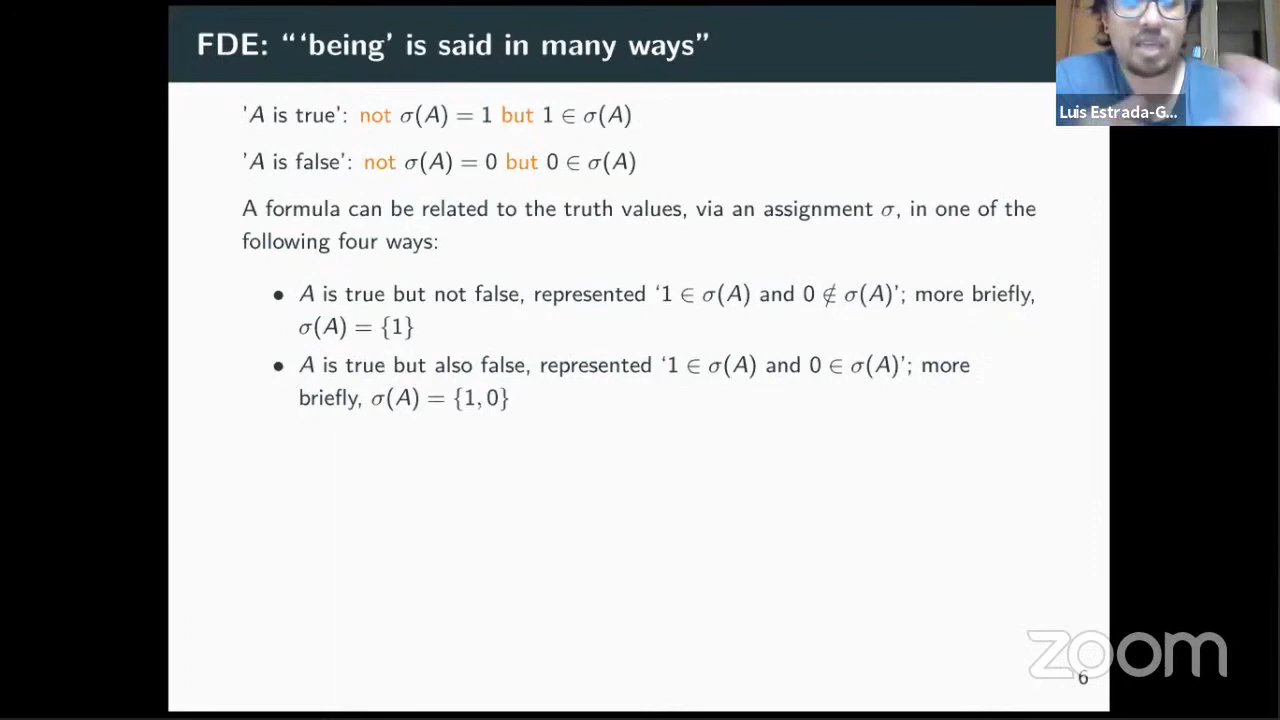 FDE: “‘being’ is said in many ways”
Luis Estrada-G...
'A is true': not σ(A) = 1 but 1 ∈ σ(A)
'A is false': not σ(A) = 0 but 0 ∈ σ(A)
A formula can be related to the truth values, via an assignment σ, in one of the
following four ways:
• A is true but not false, represented ‘1 ∈ σ(A) and 0 ∉ σ(A)’; more briefly,
σ(A) = {1}
• A is true but also false, represented ‘1 ∈ σ(A) and 0 ∈ σ(A)’; more
briefly, σ(A) = {1, 0}
zoom
6